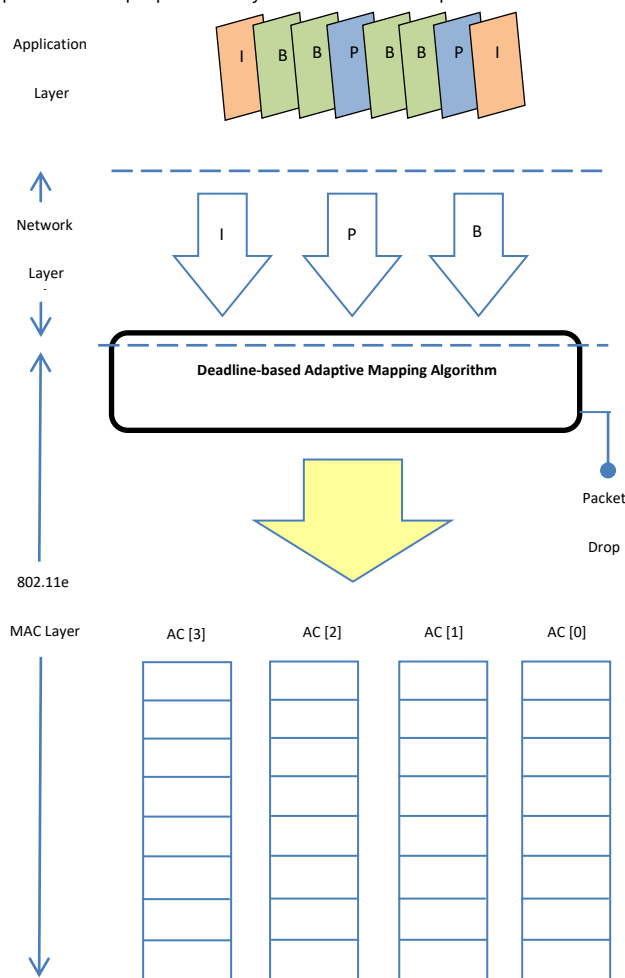 Application
Layer
I B B P B B P I
Network
Layer
I P B
Deadline-based Adaptive Mapping Algorithm
Packet
Drop
802.11e
MAC Layer
AC [3] AC [2] AC [1] AC [0]